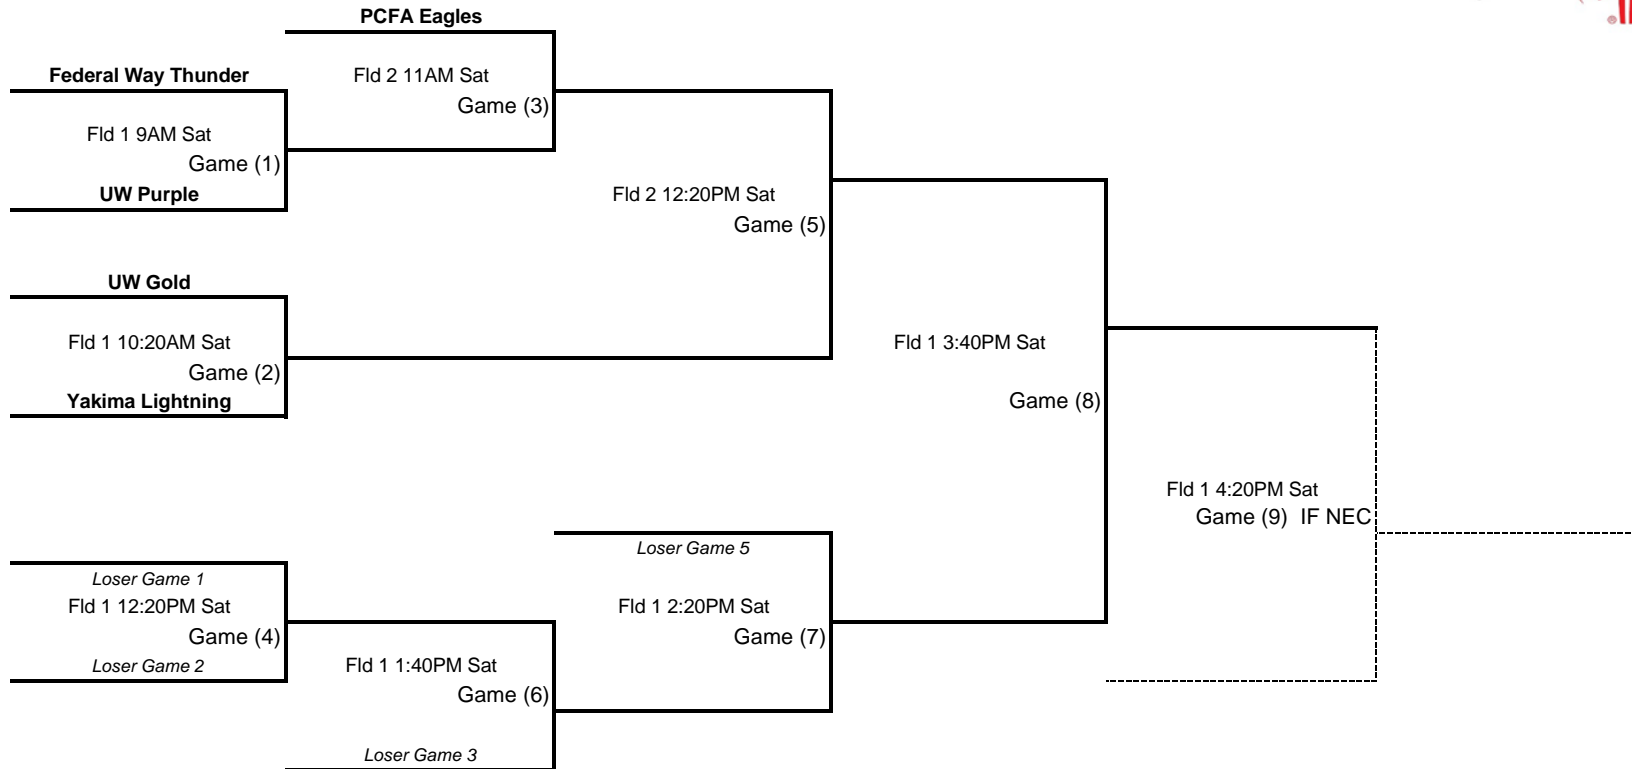 PCFA Eagles
Federal Way Thunder
Fld 2 11AM Sat
Game (3)
Fld 1 9AM Sat
Game (1)
UW Purple
Fld 2 12:20PM Sat
Game (5)
UW Gold
Fld 1 10:20AM Sat
Game (2)
Yakima Lightning
Fld 1 3:40PM Sat
Game (8)
Fld 1 4:20PM Sat
Game (9) IF NEC
Loser Game 5
Loser Game 1
Fld 1 12:20PM Sat
Game (4)
Loser Game 2
Fld 1 2:20PM Sat
Game (7)
Fld 1 1:40PM Sat
Game (6)
Loser Game 3